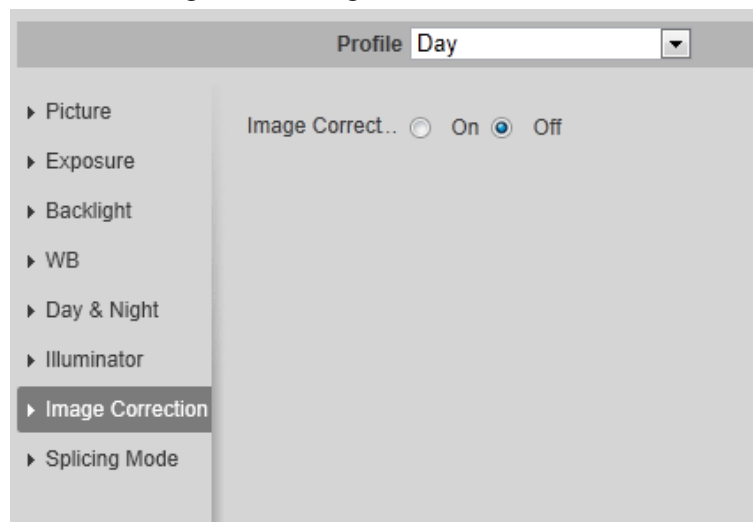 Profile Day
Picture
Image Correct.. On Off
Exposure
Backlight
WB
Day & Night
Illuminator
Image Correction
Splicing Mode